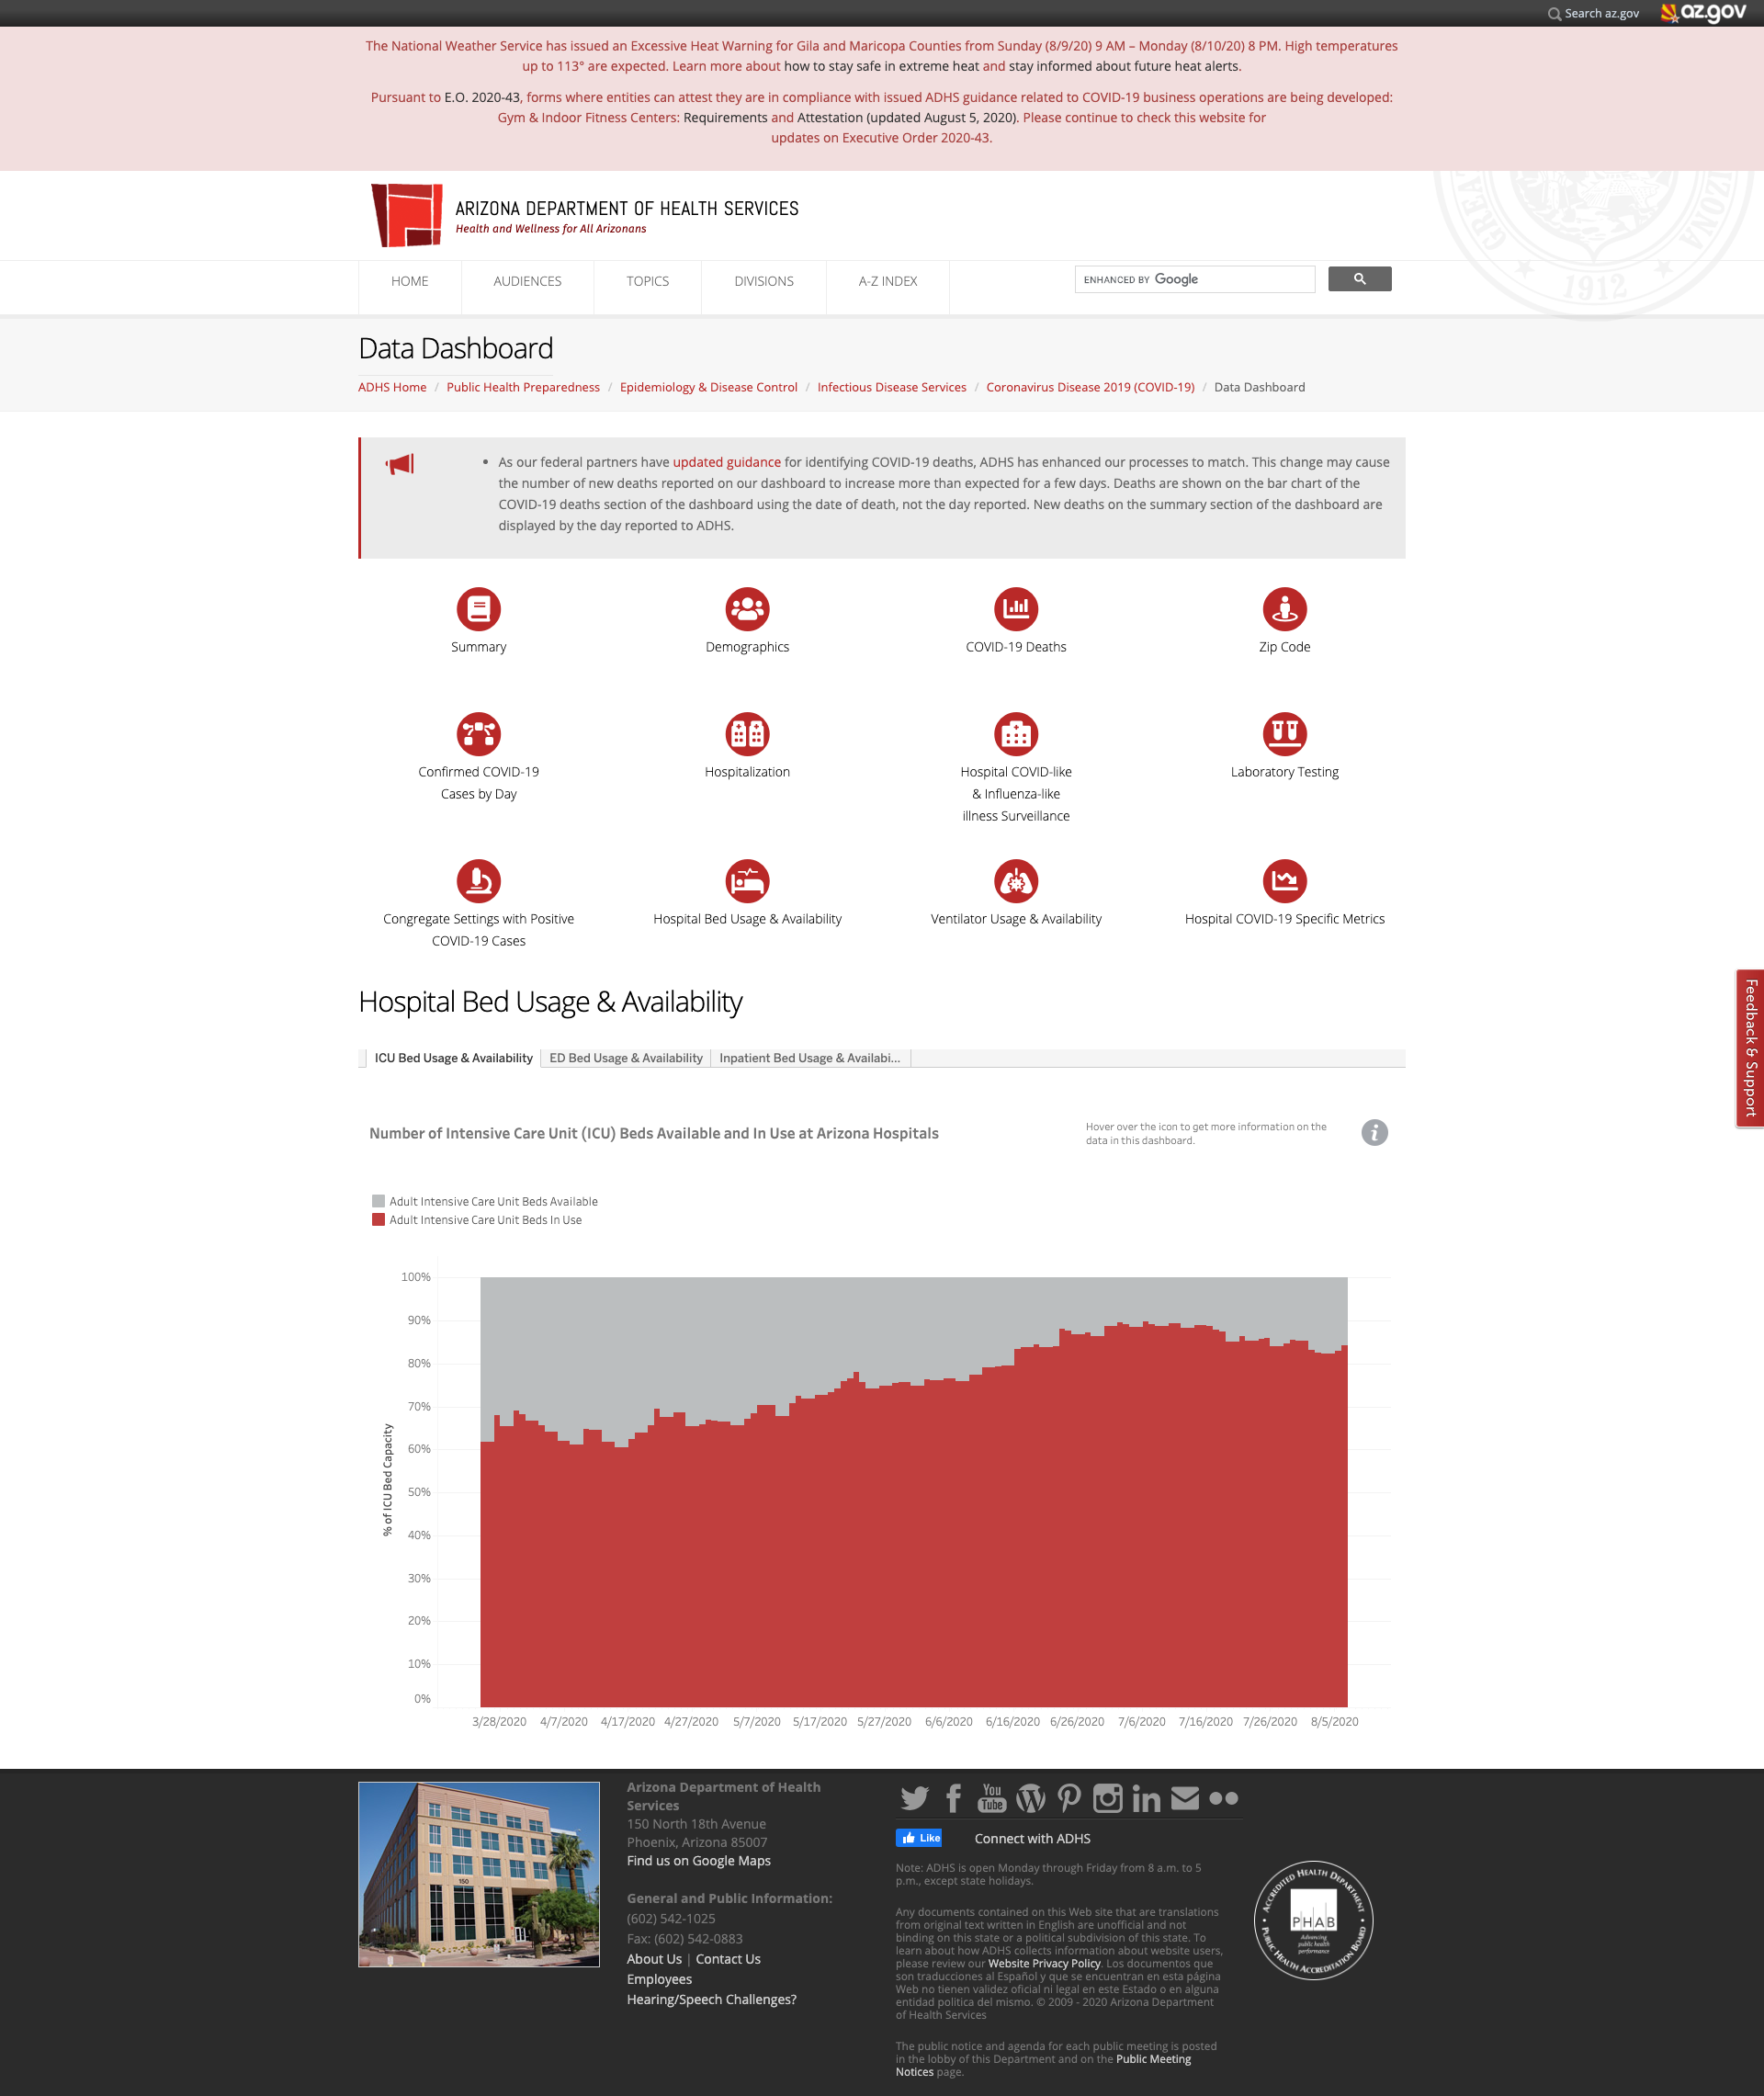 Search az.gov
az.gov
The National Weather Service has issued an Excessive Heat Warning for Gila and Maricopa Counties from Sunday (8/9/20) 9 AM – Monday (8/10/20) 8 PM. High temperatures
up to 113° are expected. Learn more about how to stay safe in extreme heat and stay informed about future heat alerts.
Pursuant to E.O. 2020-43, forms where entities can attest they are in compliance with issued ADHS guidance related to COVID-19 business operations are being developed:
Gym & Indoor Fitness Centers: Requirements and Attestation (updated August 5, 2020). Please continue to check this website for
updates on Executive Order 2020-43.
ARIZONA DEPARTMENT OF HEALTH SERVICES
Health and Wellness for All Arizonans
GREA
ARIZONA
1912
HOME
AUDIENCES
TOPICS
DIVISIONS
A-Z INDEX
ENHANCED BY Google
Data Dashboard
ADHS Home / Public Health Preparedness / Epidemiology & Disease Control / Infectious Disease Services / Coronavirus Disease 2019 (COVID-19) / Data Dashboard
• As our federal partners have updated guidance for identifying COVID-19 deaths, ADHS has enhanced our processes to match. This change may cause
the number of new deaths reported on our dashboard to increase more than expected for a few days. Deaths are shown on the bar chart of the
COVID-19 deaths section of the dashboard using the date of death, not the day reported. New deaths on the summary section of the dashboard are
displayed by the day reported to ADHS.
Summary
Demographics
COVID-19 Deaths
Zip Code
Confirmed COVID-19
Cases by Day
Hospitalization
Hospital COVID-like
& Influenza-like
illness Surveillance
Laboratory Testing
Congregate Settings with Positive
COVID-19 Cases
Hospital Bed Usage & Availability
Ventilator Usage & Availability
Hospital COVID-19 Specific Metrics
Feedback & Support
Hospital Bed Usage & Availability
ICU Bed Usage & Availability
ED Bed Usage & Availability
Inpatient Bed Usage & Availabi...
Number of Intensive Care Unit (ICU) Beds Available and In Use at Arizona Hospitals
Hover over the icon to get more information on the
data in this dashboard.
i
Adult Intensive Care Unit Beds Available
Adult Intensive Care Unit Beds In Use
% of ICU Bed Capacity
100%
90%
80%
70%
60%
50%
40%
30%
20%
10%
0%
3/28/2020 4/7/2020 4/17/2020 4/27/2020 5/7/2020 5/17/2020 5/27/2020 6/6/2020 6/16/2020 6/26/2020 7/6/2020 7/16/2020 7/26/2020 8/5/2020
150
Arizona Department of Health
Services
150 North 18th Avenue
Phoenix, Arizona 85007
Find us on Google Maps
General and Public Information:
(602) 542-1025
Fax: (602) 542-0883
About Us | Contact Us
Employees
Hearing/Speech Challenges?
You
Tube
Like
Connect with ADHS
Note: ADHS is open Monday through Friday from 8 a.m. to 5
p.m., except state holidays.
Any documents contained on this Web site that are translations
from original text written in English are unofficial and not
binding on this state or a political subdivision of this state. To
learn about how ADHS collects information about website users,
please review our Website Privacy Policy. Los documentos que
son traducciones al Español y que se encuentran en esta página
Web no tienen validez oficial ni legal en este Estado o en alguna
entidad politica del mismo. © 2009 - 2020 Arizona Department
of Health Services
The public notice and agenda for each public meeting is posted
in the lobby of this Department and on the Public Meeting
Notices page.
ACCREDITED HEALTH DEPARTMENT
PHAB
Advancing
public health
performance
PUBLIC HEALTH ACCREDITATION BOARD